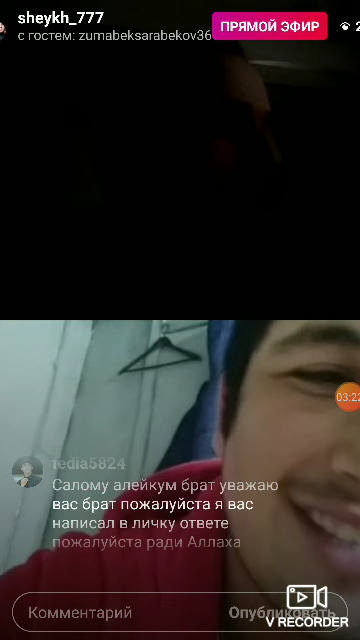 sheykh_777
с гостем: zumabeksarabekov36
ПРЯМОЙ ЭФИР
2
03:22
fedia5824
Салому алейкум брат уважаю
вас брат пожалуйста я вас
написал в личку ответе
пожалуйста ради Аллаха
Комментарий
Опубликовать
V RECORDER